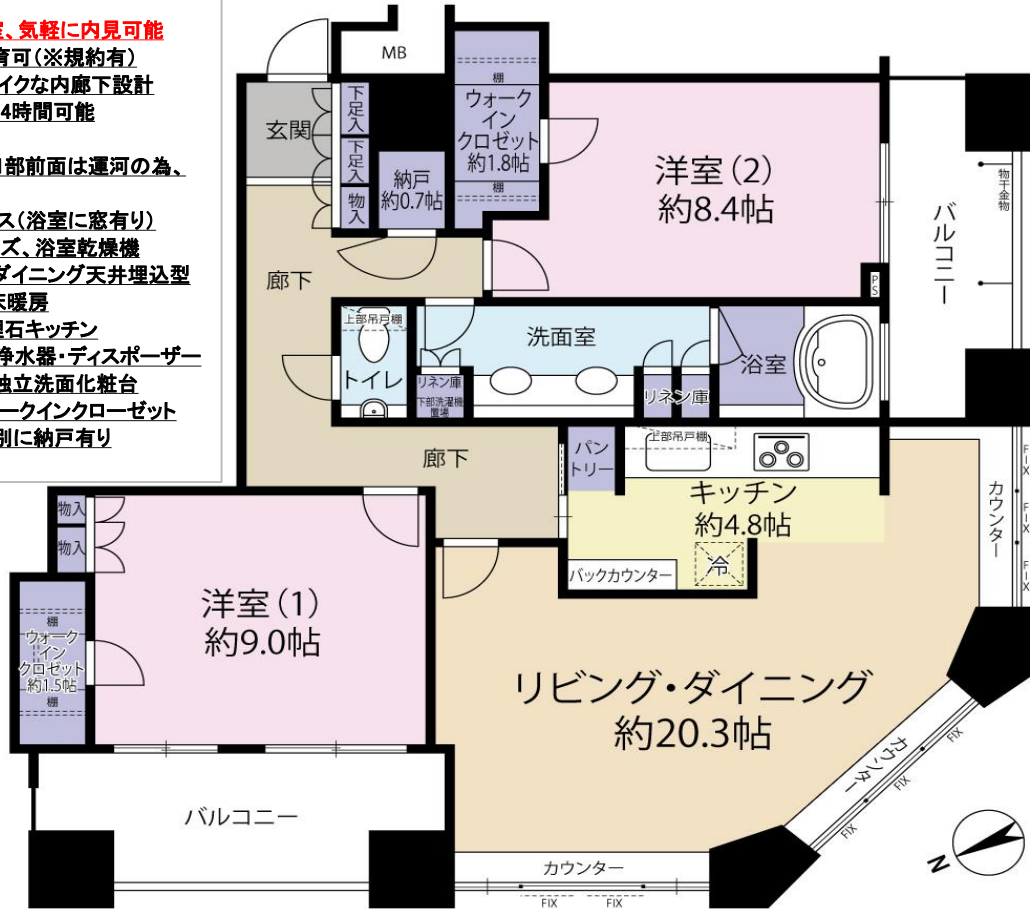 、気軽に内見可能
育可(※規約有)
イクな内廊下設計
4時間可能
部前面は運河の為、
ス(浴室に窓有り)
ズ、浴室乾燥機
ダイニング天井埋込型
床暖房
理石キッチン
浄水器・ディスポーザー
独立洗面化粧台
ークインクローゼット
別に納戸有り
MB
玄関
下足入
下足入
物入
納戸
約0.7帖
棚
ウォーク
イン
クロゼット
約1.8帖
棚
洋室(2)
約8.4帖
PS
バルコニー
物干金物
廊下
上部吊戸棚
トイレ
洗面室
リネン庫
下部洗濯機
置場
リネン庫
浴室
廊下
パン
トリー
上部吊戸棚
キッチン
約4.8帖
バックカウンター
冷
カウンター
FIX
FIX
FIX
物入
物入
棚
ウォーク
イン
クロゼット
約1.5帖
棚
洋室(1)
約9.0帖
リビング・ダイニング
約20.3帖
カウンター
FIX
FIX
FIX
バルコニー
カウンター
FIX
FIX
N